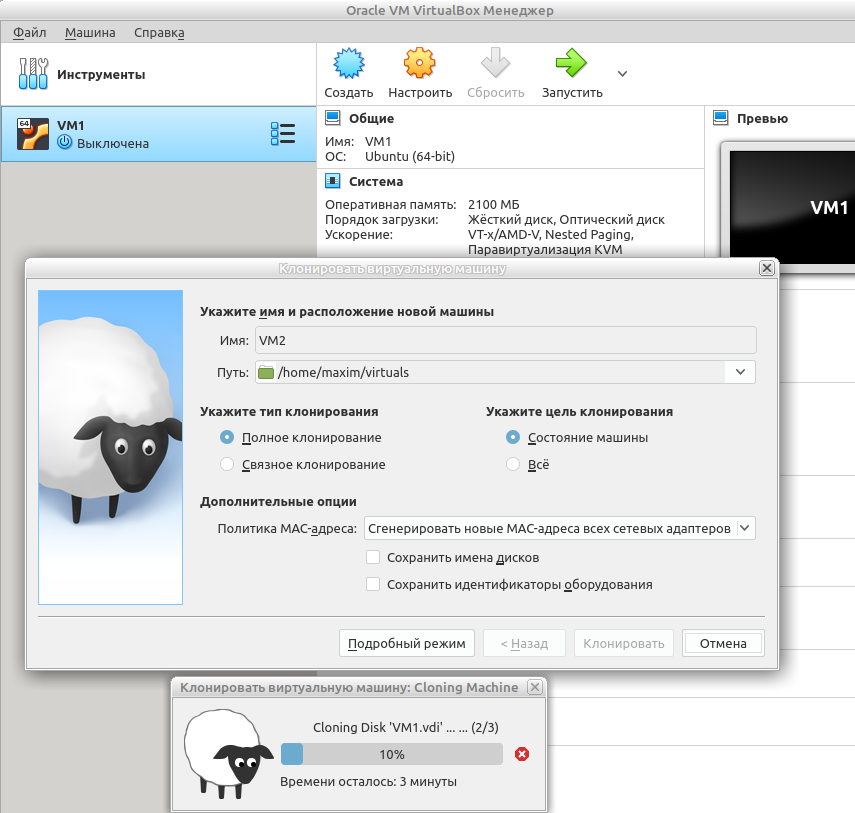 Oracle VM VirtualBox Менеджер
Файл Машина Справка
Инструменты
Создать Настроить Сбросить Запустить
64
VM1
Выключена
Общие
Имя: VM1
ОС: Ubuntu (64-bit)
Система
Оперативная память: 2100 МБ
Порядок загрузки: Жёсткий диск, Оптический диск
Ускорение: VT-x/AMD-V, Nested Paging,
Паравиртуализация KVM
Превью
VM1
Клонировать виртуальную машину
Укажите имя и расположение новой машины
Имя: VM2
Путь: /home/maxim/virtuals
Укажите тип клонирования
Полное клонирование
Связное клонирование
Укажите цель клонирования
Состояние машины
Всё
Дополнительные опции
Политика MAC-адреса: Сгенерировать новые MAC-адреса всех сетевых адаптеров
Сохранить имена дисков
Сохранить идентификаторы оборудования
Подробный режим < Назад Клонировать Отмена
Клонировать виртуальную машину: Cloning Machine
Cloning Disk 'VM1.vdi' ... ... (2/3)
10%
Времени осталось: 3 минуты